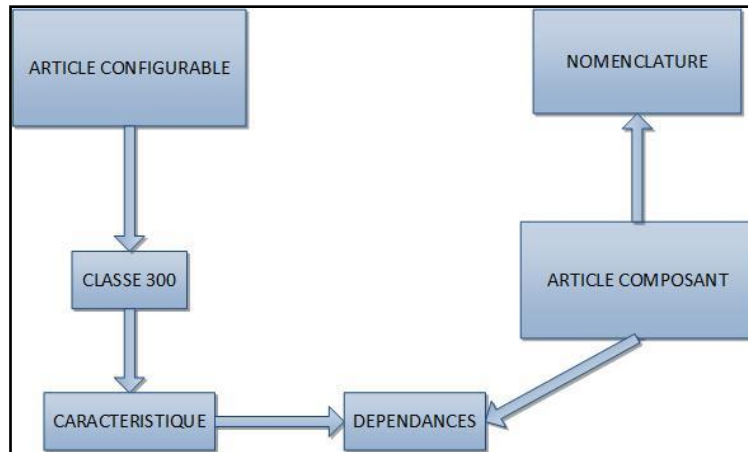 ARTICLE CONFIGURABLE
NOMENCLATURE
CLASSE 300
ARTICLE COMPOSANT
CARACTERISTIQUE
DEPENDANCES